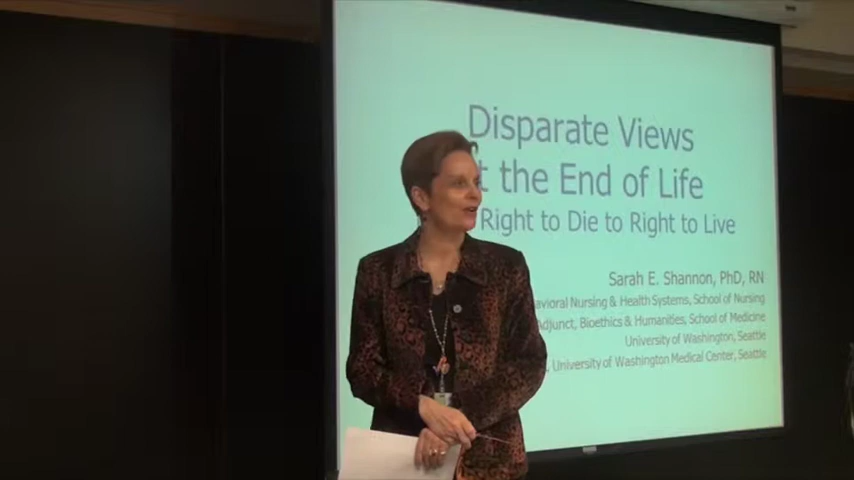 Disparate Views
t the End of Life
Right to Die to Right to Live
Sarah E. Shannon, PhD, RN
Nursing & Health Systems, School of Nursing
Adjunct, Bioethics & Humanities, School of Medicine
University of Washington, Seattle
University of Washington Medical Center, Seattle